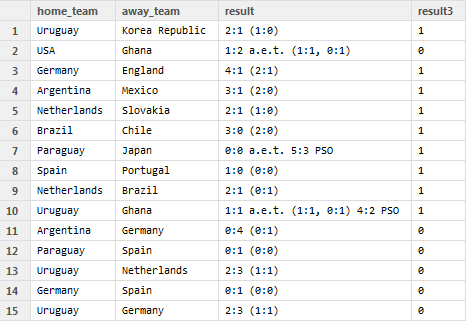 home_team away_team result result3
1 Uruguay Korea Republic 2:1 (1:0) 1
2 USA Ghana 1:2 a.e.t. (1:1, 0:1) 0
3 Germany England 4:1 (2:1) 1
4 Argentina Mexico 3:1 (2:0) 1
5 Netherlands Slovakia 2:1 (1:0) 1
6 Brazil Chile 3:0 (2:0) 1
7 Paraguay Japan 0:0 a.e.t. 5:3 PSO 1
8 Spain Portugal 1:0 (0:0) 1
9 Netherlands Brazil 2:1 (0:1) 1
10 Uruguay Ghana 1:1 a.e.t. (1:1, 0:1) 4:2 PSO 1
11 Argentina Germany 0:4 (0:1) 0
12 Paraguay Spain 0:1 (0:0) 0
13 Uruguay Netherlands 2:3 (1:1) 0
14 Germany Spain 0:1 (0:0) 0
15 Uruguay Germany 2:3 (1:1) 0